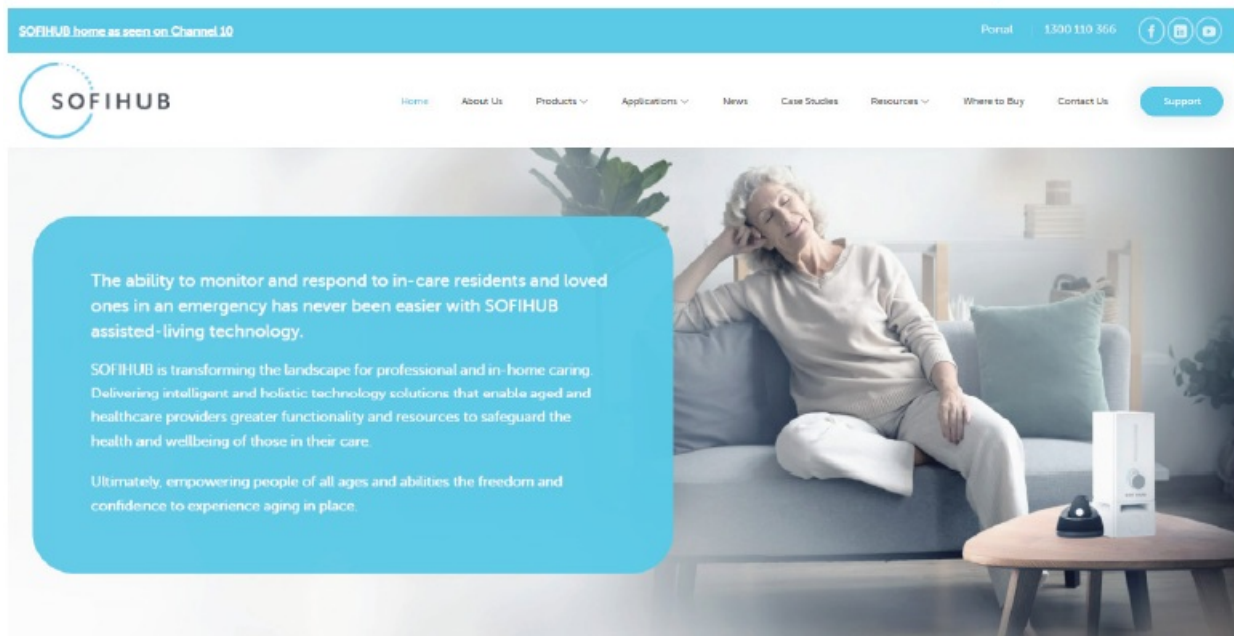 SOFIHUB home as seen on Channel 10
Portal
1300 110 366
SOFIHUB
Home
About Us
Products
Applications
News
Case Studies
Resources
Where to Buy
Contact Us
Support
The ability to monitor and respond to in-care residents and loved
ones in an emergency has never been easier with SOFIHUB
assisted-living technology.
SOFIHUB is transforming the landscape for professional and in-home caring.
Delivering intelligent and holistic technology solutions that enable aged and
healthcare providers greater functionality and resources to safeguard the
health and wellbeing of those in their care.
Ultimately, empowering people of all ages and abilities the freedom and
confidence to experience aging in place.